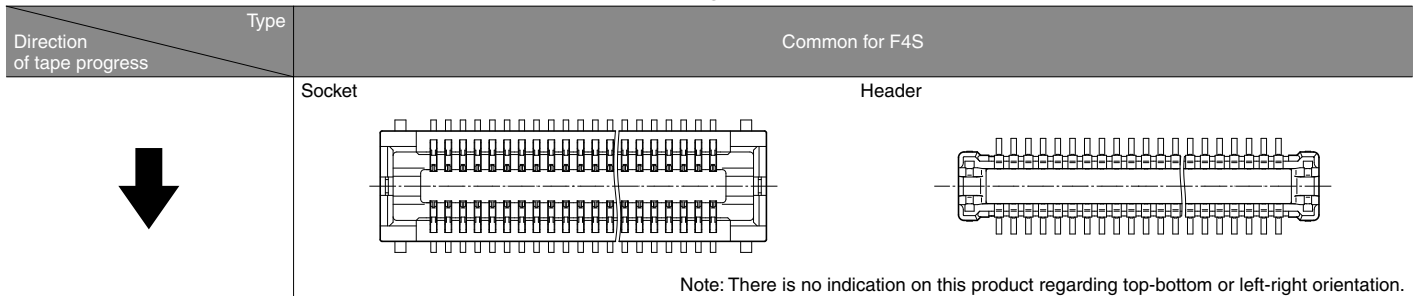 Type
Direction
of tape progress
Common for F4S
Socket
Header
Note: There is no indication on this product regarding top-bottom or left-right orientation.